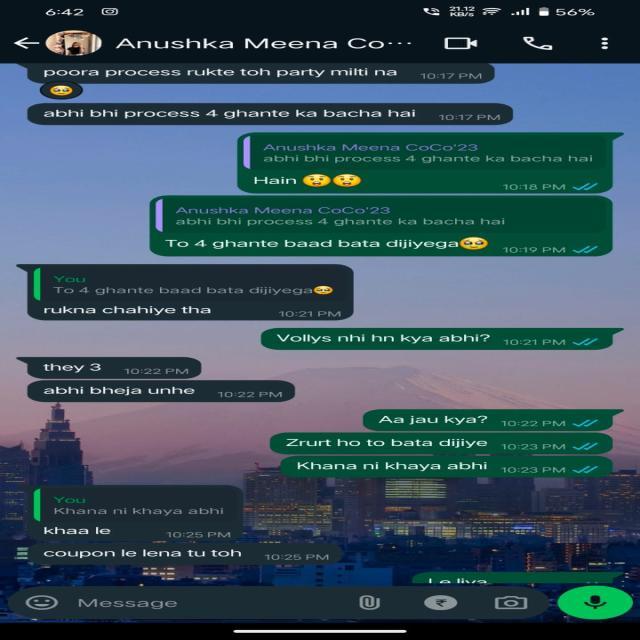 6:42
21.12
KB/s
56%
Anushka Meena Co...
poora process rukte toh party milti na 10:17 PM
abhi bhi process 4 ghante ka bacha hai 10:17 PM
Anushka Meena CoCo'23
abhi bhi process 4 ghante ka bacha hai
Hain 😲😲 10:18 PM
Anushka Meena CoCo'23
abhi bhi process 4 ghante ka bacha hai
To 4 ghante baad bata dijiyega🥹 10:19 PM
You
To 4 ghante baad bata dijiyega🥹
rukna chahiye tha 10:21 PM
Vollys nhi hn kya abhi? 10:21 PM
they 3 10:22 PM
abhi bheja unhe 10:22 PM
Aa jau kya? 10:22 PM
Zrurt ho to bata dijiye 10:23 PM
Khana ni khaya abhi 10:23 PM
You
Khana ni khaya abhi
khaa le 10:25 PM
coupon le lena tu toh 10:25 PM
Le liya
Message